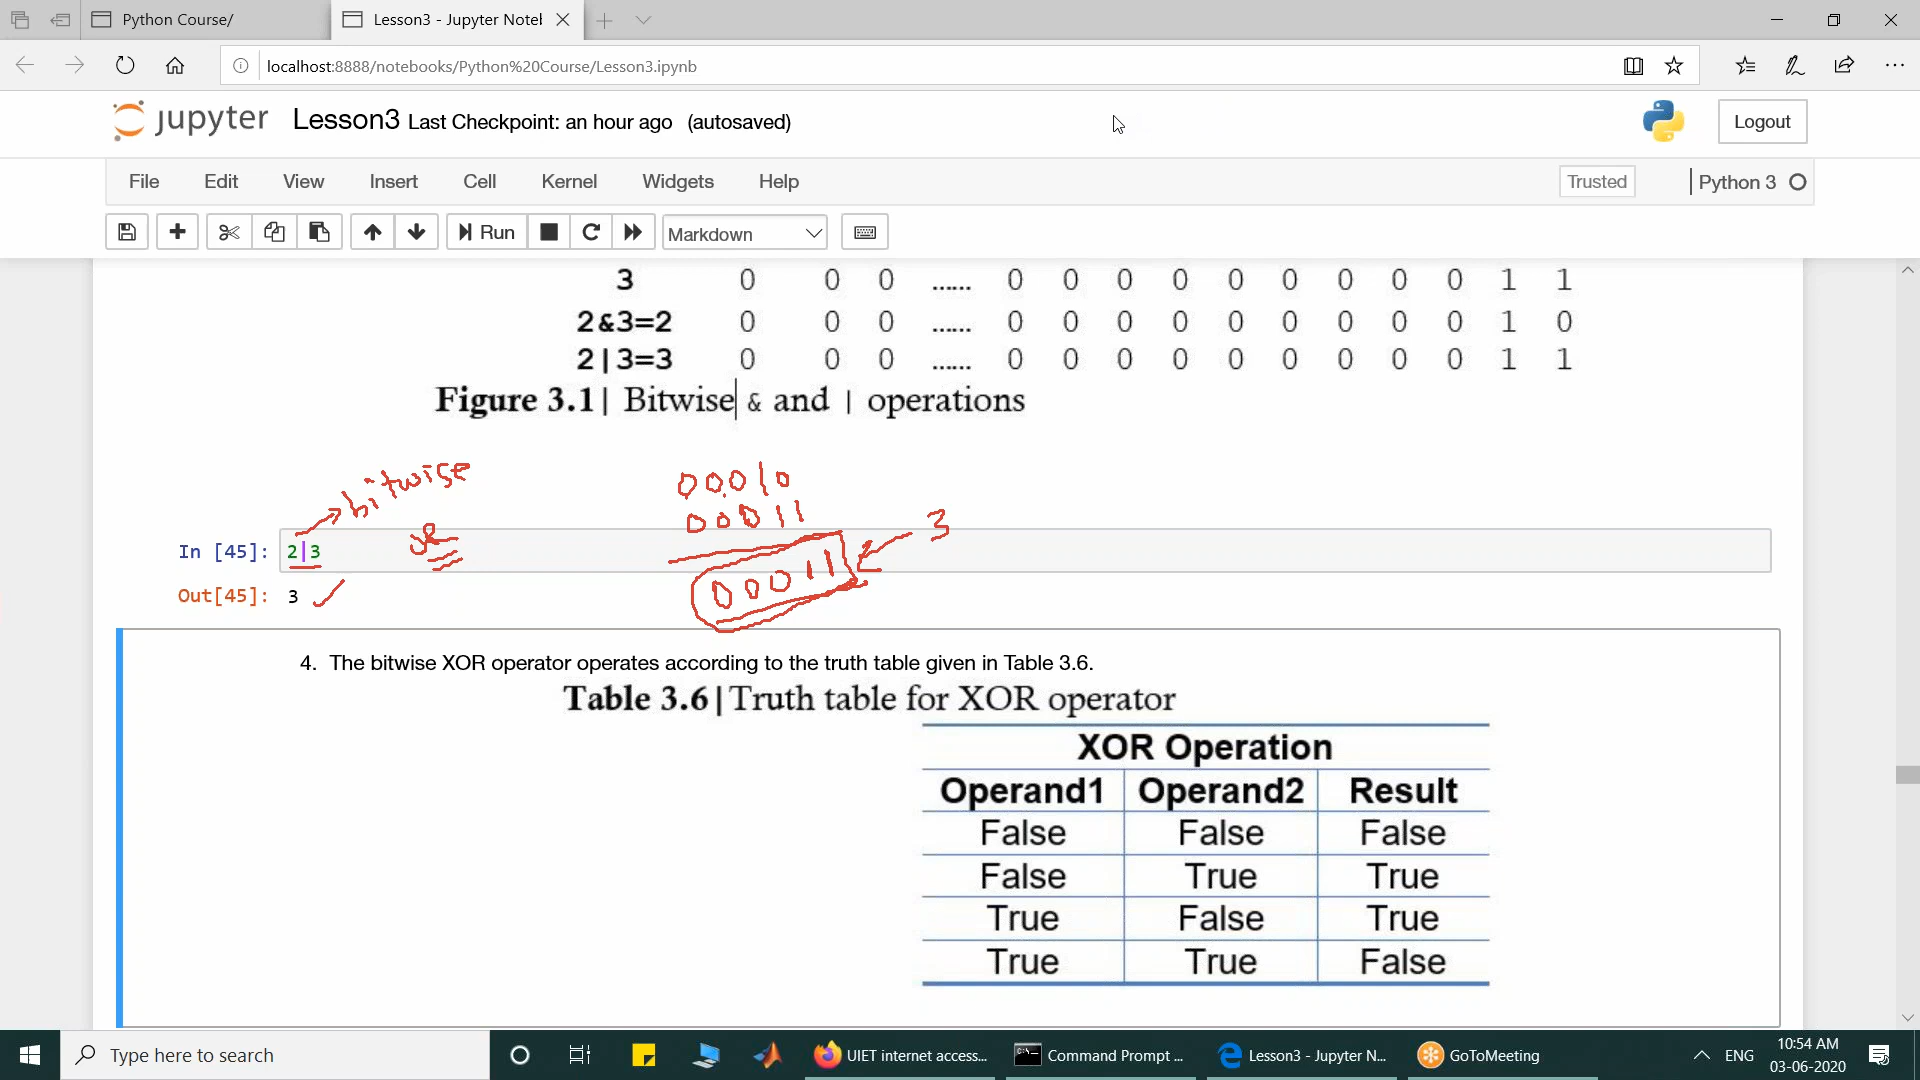 Python Course/
Lesson3 - Jupyter Notel
localhost:8888/notebooks/Python%20Course/Lesson3.ipynb
jupyter Lesson3 Last Checkpoint: an hour ago (autosaved)
Logout
File Edit View Insert Cell Kernel Widgets Help
Trusted
Python 3
Run
Markdown
3 0 0 0 ...... 0 0 0 0 0 0 0 0 0 1 1
2&3=2 0 0 0 ...... 0 0 0 0 0 0 0 0 0 1 0
2|3=3 0 0 0 ...... 0 0 0 0 0 0 0 0 0 1 1
Figure 3.1| Bitwise & and | operations
bitwise
00010
00011
3
In [45]: 2|3
OR
00011
Out[45]: 3
4. The bitwise XOR operator operates according to the truth table given in Table 3.6.
Table 3.6|Truth table for XOR operator
XOR Operation
Operand1 Operand2 Result
False False False
False True True
True False True
True True False
Type here to search
UIET internet access...
Command Prompt ...
Lesson3 - Jupyter N...
GoToMeeting
ENG
10:54 AM
03-06-2020